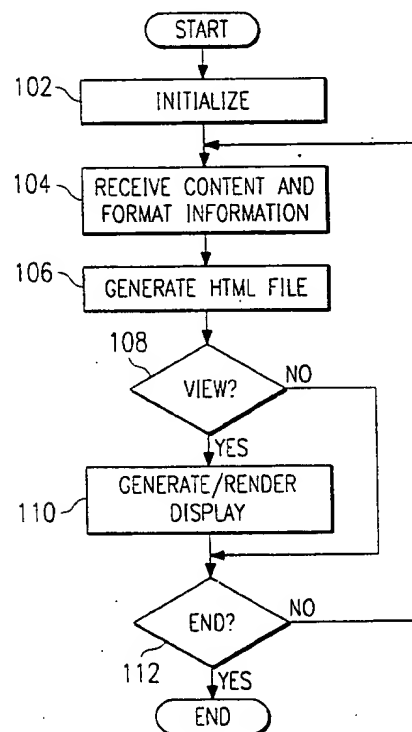 START
102
INITIALIZE
104
RECEIVE CONTENT AND
FORMAT INFORMATION
106
GENERATE HTML FILE
108
VIEW?
NO
YES
110
GENERATE/RENDER
DISPLAY
END?
NO
112
YES
END